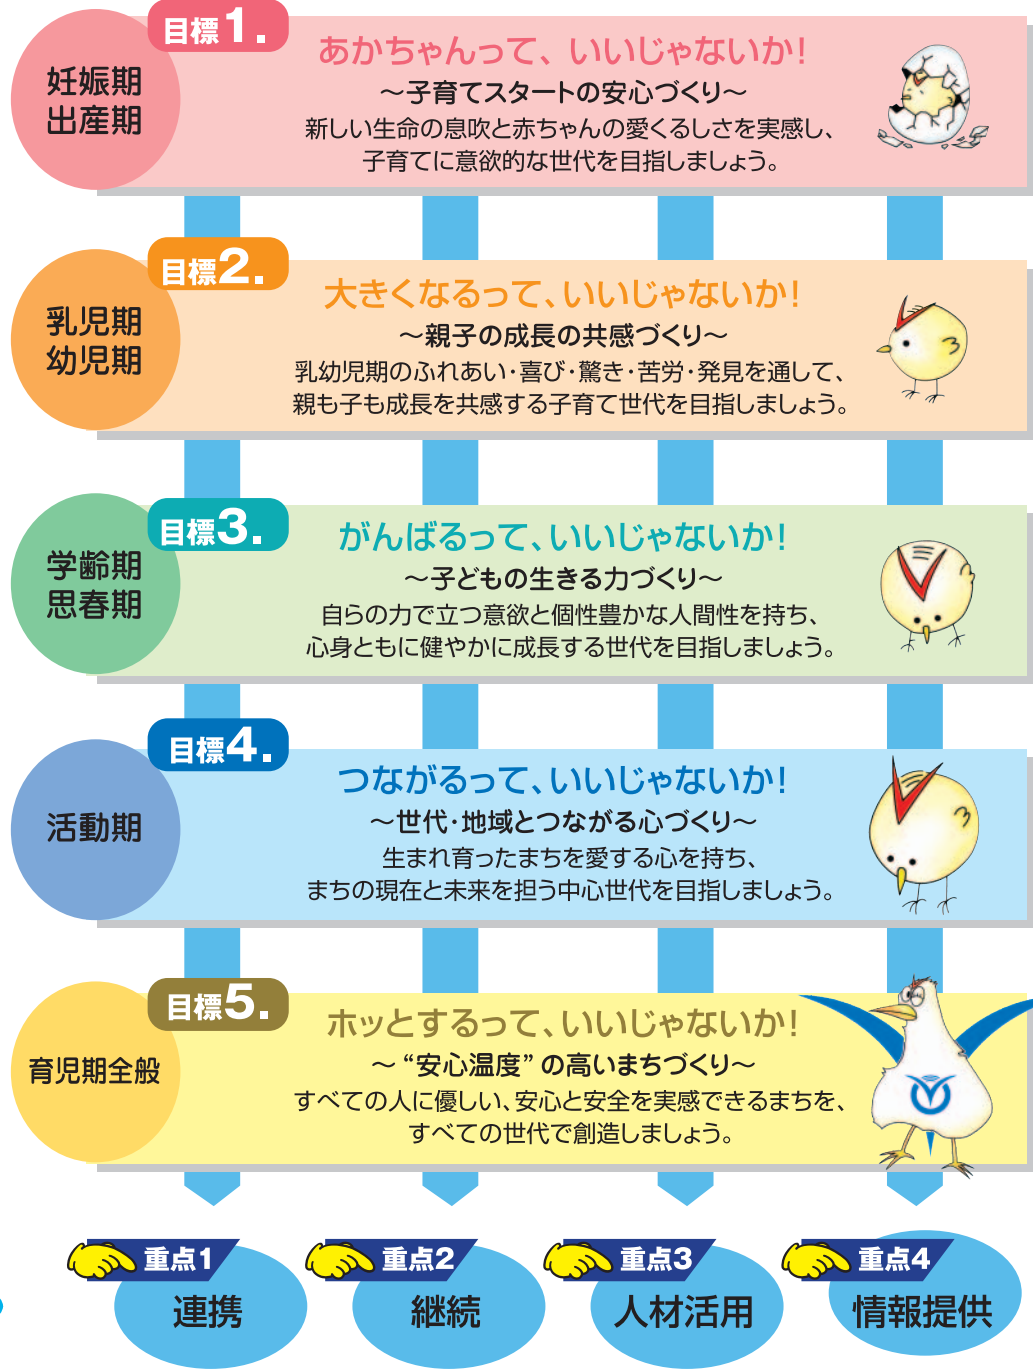 目標1.
妊娠期
出産期
あかちゃんって、いいじゃないか!
〜子育てスタートの安心づくり〜
新しい生命の息吹と赤ちゃんの愛くるしさを実感し、
子育てに意欲的な世代を目指しましょう。
目標2.
乳児期
幼児期
大きくなるって、いいじゃないか!
〜親子の成長の共感づくり〜
乳幼児期のふれあい・喜び・驚き・苦労・発見を通して、
親も子も成長を共感する子育て世代を目指しましょう。
目標3.
学齢期
思春期
がんばるって、いいじゃないか!
〜子どもの生きる力づくり〜
自らの力で立つ意欲と個性豊かな人間性を持ち、
心身ともに健やかに成長する世代を目指しましょう。
目標4.
活動期
つながるって、いいじゃないか!
〜世代・地域とつながる心づくり〜
生まれ育ったまちを愛する心を持ち、
まちの現在と未来を担う中心世代を目指しましょう。
目標5.
育児期全般
ホッとするって、いいじゃないか!
〜“安心温度”の高いまちづくり〜
すべての人に優しい、安心と安全を実感できるまちを、
すべての世代で創造しましょう。
重点1
連携
重点2
継続
重点3
人材活用
重点4
情報提供